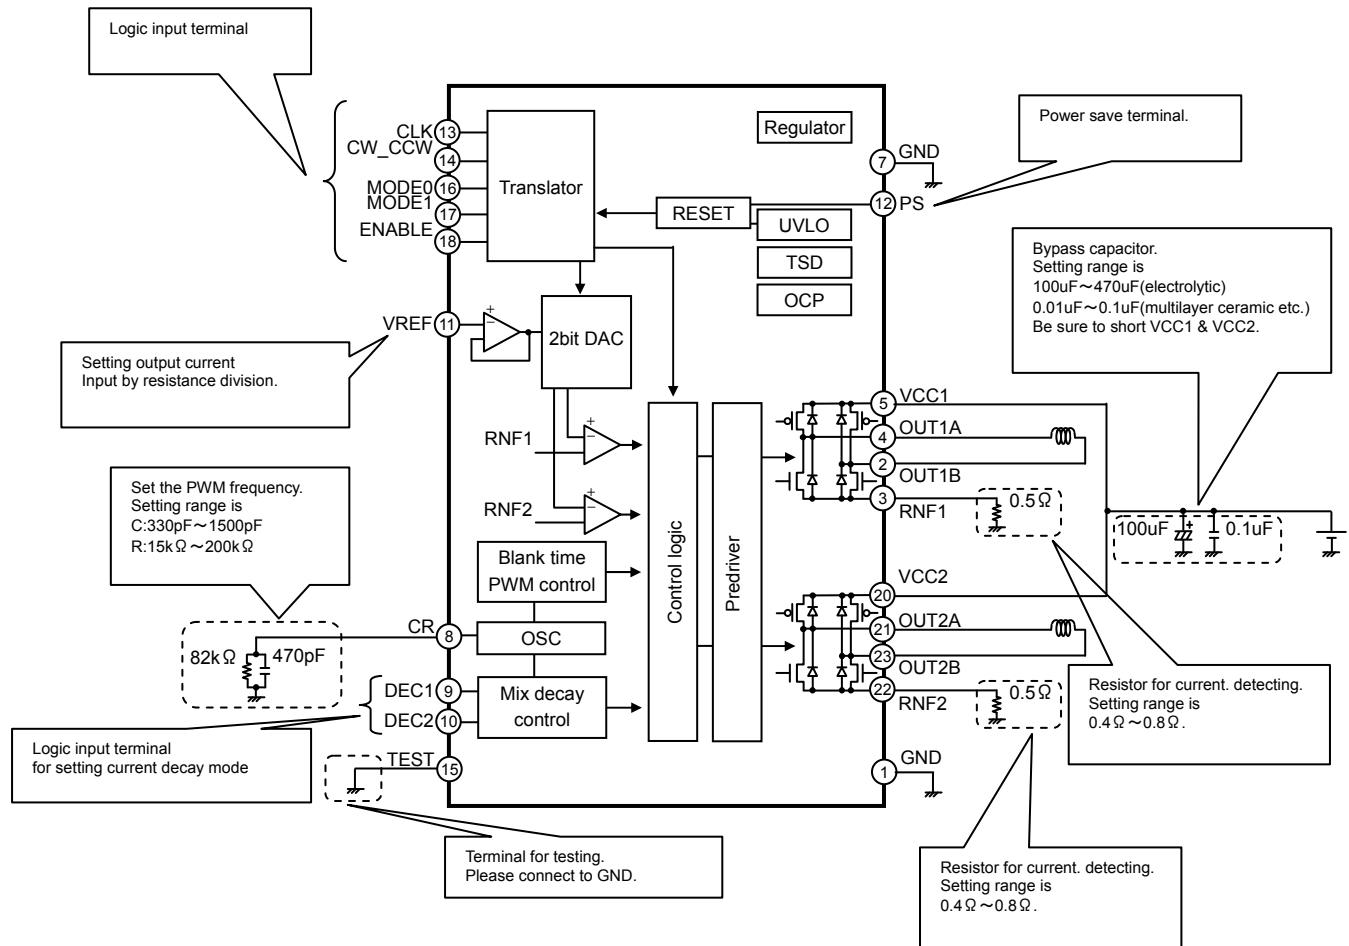 Logic input terminal
CLK
13
CW_CCW
14
MODE0
16
MODE1
17
ENABLE
18
Translator
Regulator
7
GND
12
PS
Power save terminal.
RESET
UVLO
TSD
OCP
Bypass capacitor.
Setting range is
100uF～470uF(electrolytic)
0.01uF～0.1uF(multilayer ceramic etc.)
Be sure to short VCC1 & VCC2.
VREF
11
+
−
2bit DAC
Setting output current
Input by resistance division.
5
VCC1
4
OUT1A
2
OUT1B
3
RNF1
0.5Ω
RNF1
+
−
RNF2
+
−
Control logic
Predriver
100uF
+
0.1uF
Set the PWM frequency.
Setting range is
C:330pF～1500pF
R:15kΩ～200kΩ
Blank time
PWM control
CR
8
OSC
82kΩ
470pF
VCC2
20
21
OUT2A
23
OUT2B
22
RNF2
0.5Ω
DEC1
9
DEC2
10
Mix decay
control
Resistor for current. detecting.
Setting range is
0.4Ω～0.8Ω.
Logic input terminal
for setting current decay mode
TEST
15
1
GND
Terminal for testing.
Please connect to GND.
Resistor for current. detecting.
Setting range is
0.4Ω～0.8Ω.